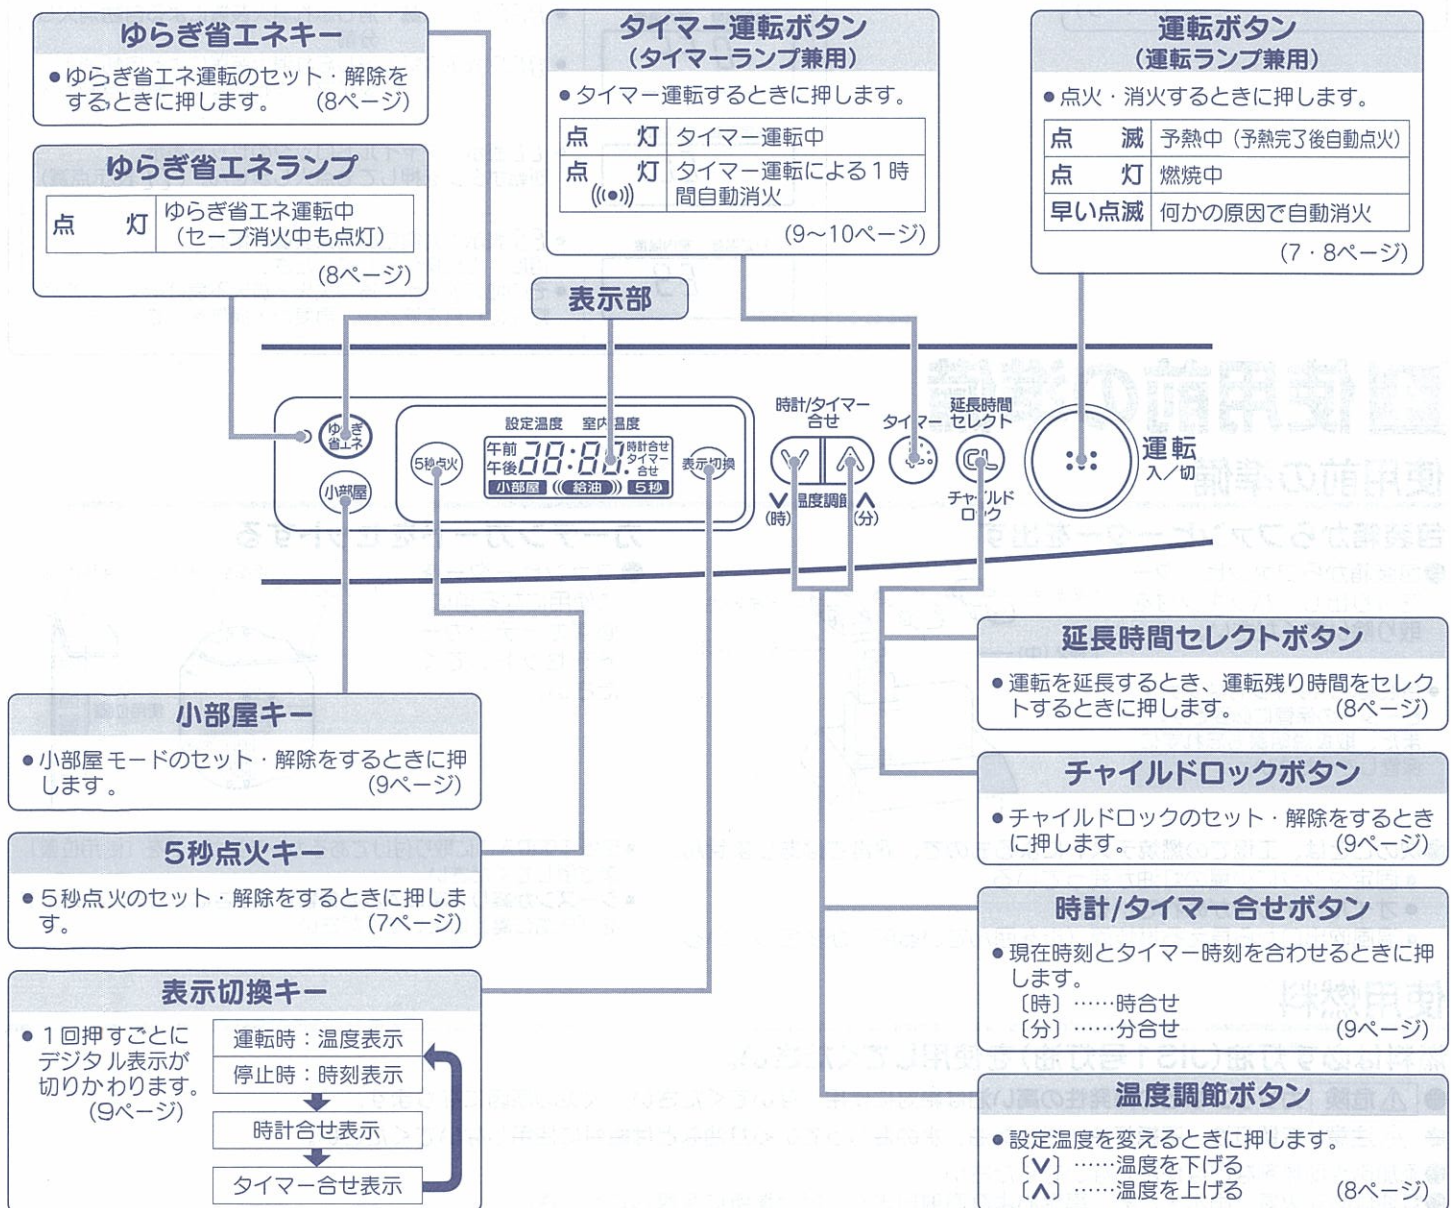 ゆらぎ省エネキー
●ゆらぎ省エネ運転のセット・解除を
するときに押します。 (8ページ)
ゆらぎ省エネランプ
点 灯 ゆらぎ省エネ運転中
(セーブ消火中も点灯)
(8ページ)
タイマー運転ボタン
(タイマーランプ兼用)
●タイマー運転するときに押します。
点 灯 タイマー運転中
点 灯 タイマー運転による1時
間自動消火
(9〜10ページ)
運転ボタン
(運転ランプ兼用)
●点火・消火するときに押します。
点 滅 予熱中(予熱完了後自動点火)
点 灯 燃焼中
早い点滅 何かの原因で自動消火
(7・8ページ)
表示部
ゆらぎ
省エネ
小部屋
5秒点火
設定温度 室内温度
午前
午後
88:88
時計合せ
タイマー
合せ
小部屋 給油 5秒
表示切換
時計/タイマー
合せ
∨ ∧
∨ 温度調節 ∧
(時) (分)
タイマー
延長時間
セレクト
CL
チャイルド
ロック
運転
入/切
小部屋キー
●小部屋モードのセット・解除をするときに押
します。 (9ページ)
5秒点火キー
●5秒点火のセット・解除をするときに押しま
す。 (7ページ)
表示切換キー
●1回押すごとに
デジタル表示が
切りかわります。
(9ページ)
運転時:温度表示
停止時:時刻表示
時計合せ表示
タイマー合せ表示
延長時間セレクトボタン
●運転を延長するとき、運転残り時間をセレク
トするときに押します。 (8ページ)
チャイルドロックボタン
●チャイルドロックのセット・解除をするとき
に押します。 (9ページ)
時計/タイマー合せボタン
●現在時刻とタイマー時刻を合わせるときに押
します。
〔時〕……時合せ
〔分〕……分合せ (9ページ)
温度調節ボタン
●設定温度を変えるときに押します。
〔∨〕……温度を下げる
〔∧〕……温度を上げる (8ページ)